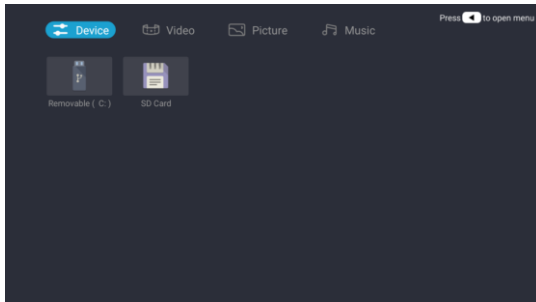 Press ◀ to open menu
Device Video Picture Music
Removable ( C: ) SD Card